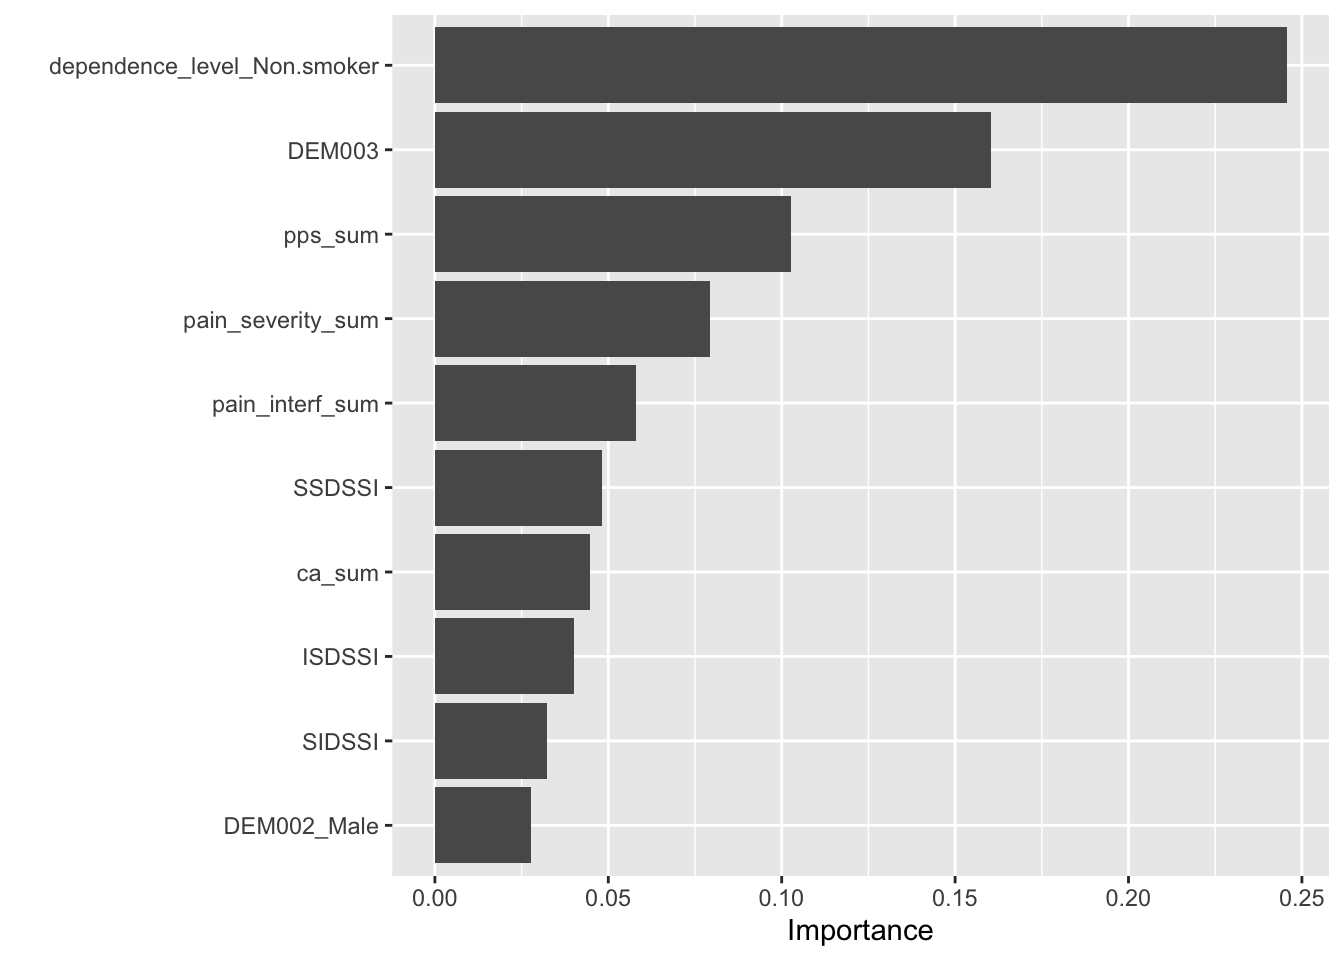 dependence_level_Non.smoker
DEM003
pps_sum
pain_severity_sum
pain_interf_sum
SSDSSI
ca_sum
ISDSSI
SIDSSI
DEM002_Male
0.00 0.05 0.10 0.15 0.20 0.25
Importance